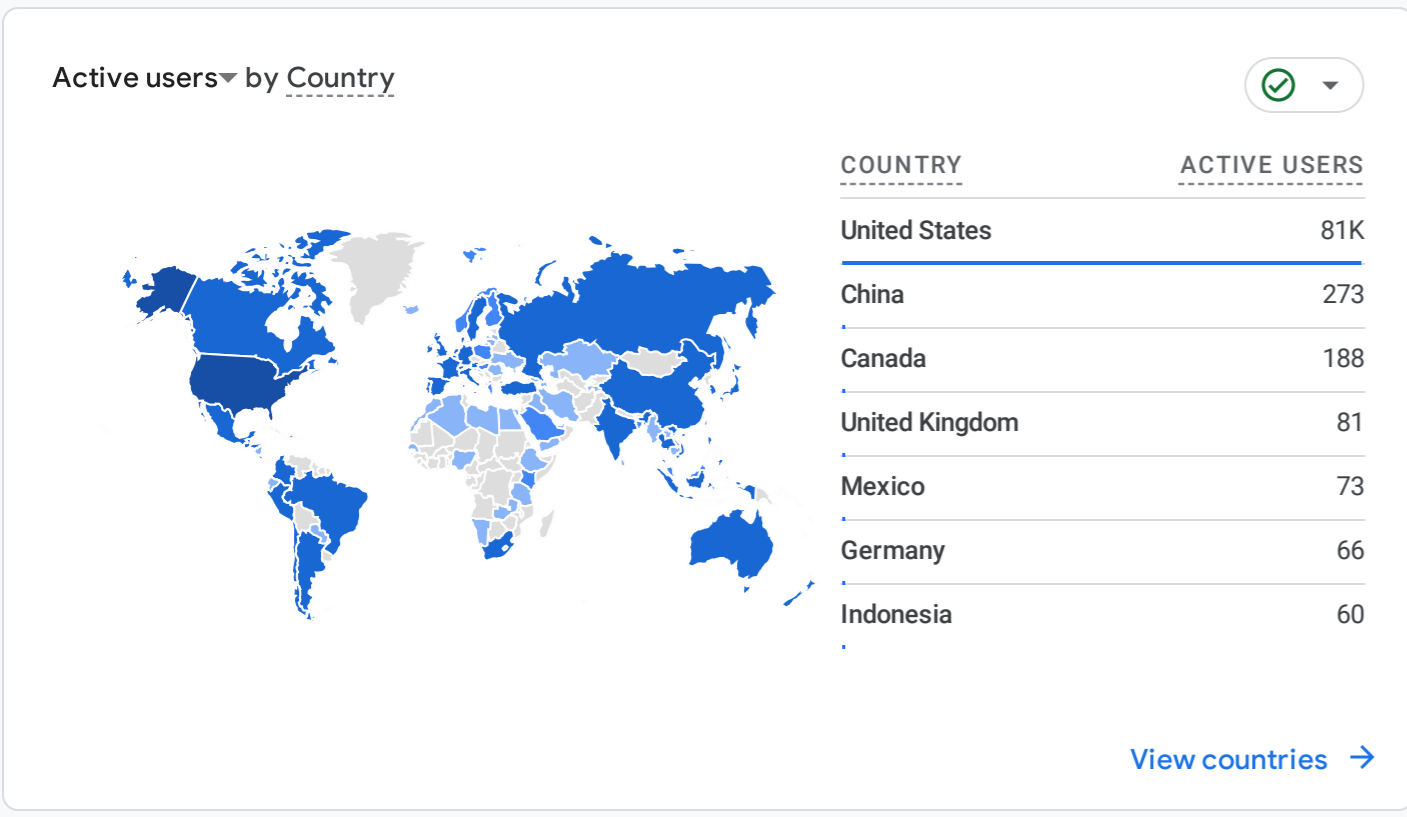 Active users by Country
COUNTRY ACTIVE USERS
United States 81K
China 273
Canada 188
United Kingdom 81
Mexico 73
Germany 66
Indonesia 60
View countries